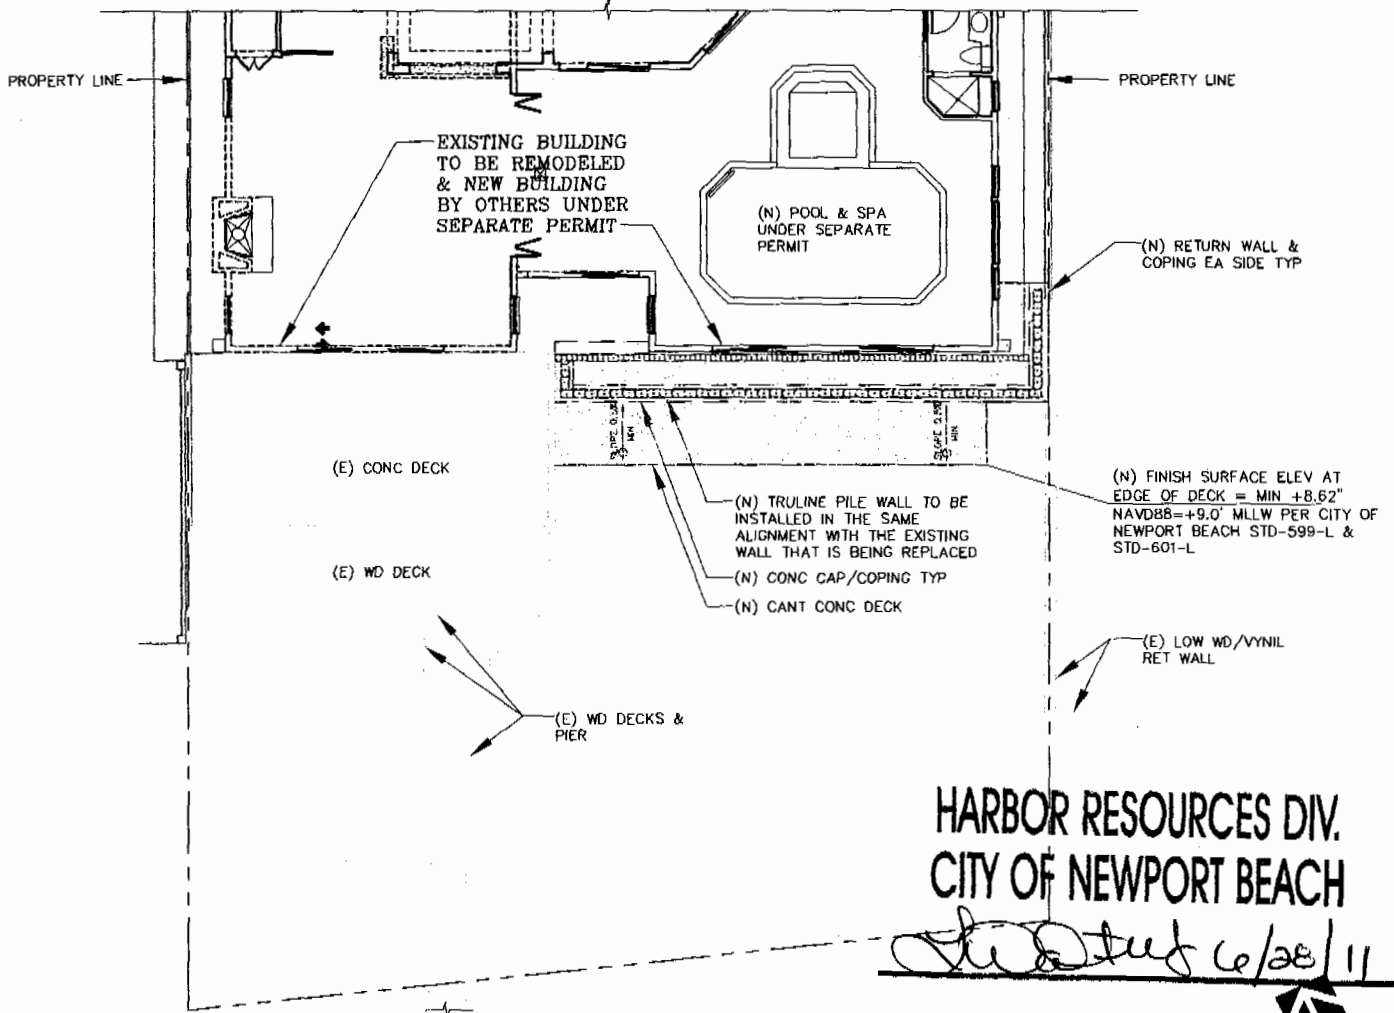 PROPERTY LINE
PROPERTY LINE
EXISTING BUILDING
TO BE REMODELED
& NEW BUILDING
BY OTHERS UNDER
SEPARATE PERMIT
(N) POOL & SPA
UNDER SEPARATE
PERMIT
(N) RETURN WALL &
COPING EA SIDE TYP
MIN
MIN
(E) CONC DECK
(N) FINISH SURFACE ELEV AT
EDGE OF DECK = MIN +8.62"
NAVD88=+9.0' MLLW PER CITY OF
NEWPORT BEACH STD-599-L &
STD-601-L
(N) TRULINE PILE WALL TO BE
INSTALLED IN THE SAME
ALIGNMENT WITH THE EXISTING
WALL THAT IS BEING REPLACED
(E) WD DECK
(N) CONC CAP/COPING TYP
(N) CANT CONC DECK
(E) LOW WD/VYNIL
RET WALL
(E) WD DECKS &
PIER
HARBOR RESOURCES DIV.
CITY OF NEWPORT BEACH
6/28/11